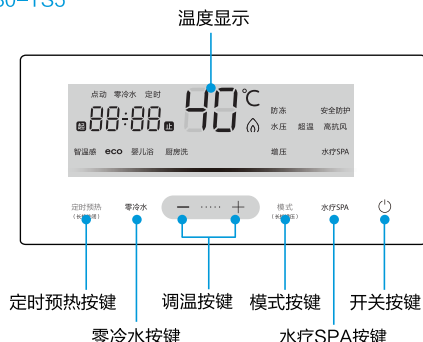 温度显示
点动 零冷水 定时
起 88:88 止
40℃
防冻 安全防护
水压 超温 高抗风
智温感 eco 婴儿浴 厨房洗 增压 水疗SPA
定时预热 零冷水 − ····· + 模式 水疗SPA
定时预热按键 调温按键 模式按键 开关按键
零冷水按键 水疗SPA按键